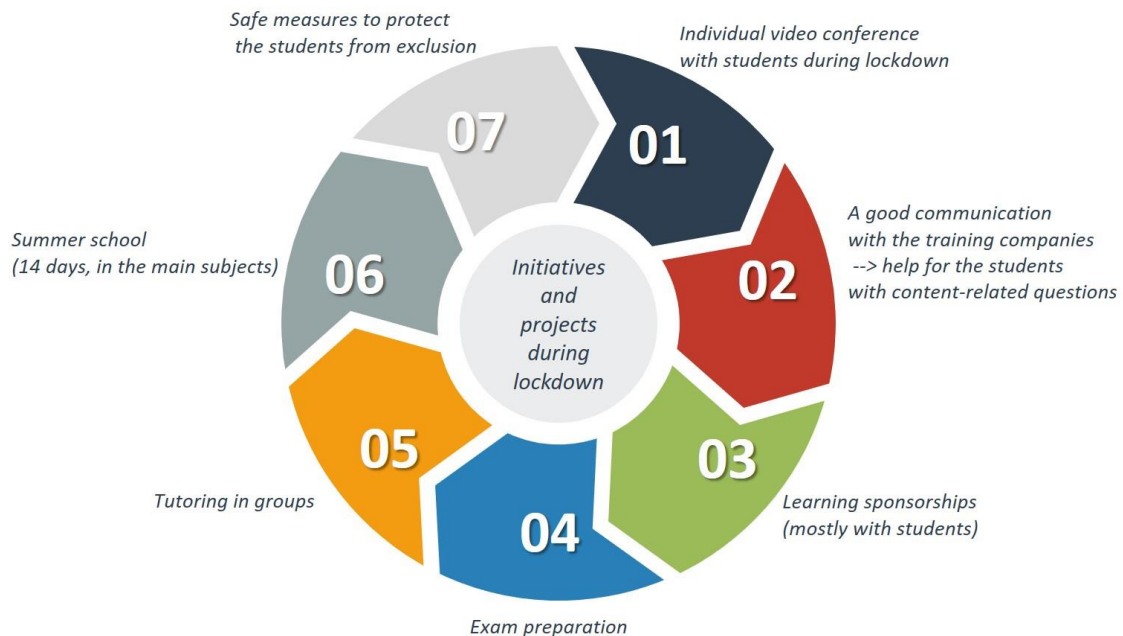 Safe measures to protect
the students from exclusion
Individual video conference
with students during lockdown
07
01
A good communication
with the training companies
--> help for the students
with content-related questions
02
Summer school
(14 days, in the main subjects)
06
Initiatives
and
projects
during
lockdown
05
03
Tutoring in groups
Learning sponsorships
(mostly with students)
04
Exam preparation